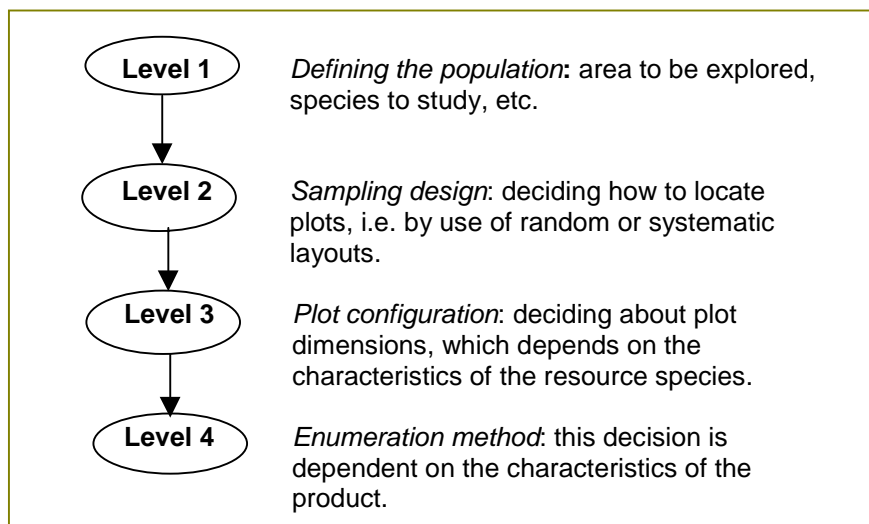 Level 1
Defining the population: area to be explored,
species to study, etc.
Level 2
Sampling design: deciding how to locate
plots, i.e. by use of random or systematic
layouts.
Level 3
Plot configuration: deciding about plot
dimensions, which depends on the
characteristics of the resource species.
Level 4
Enumeration method: this decision is
dependent on the characteristics of the
product.